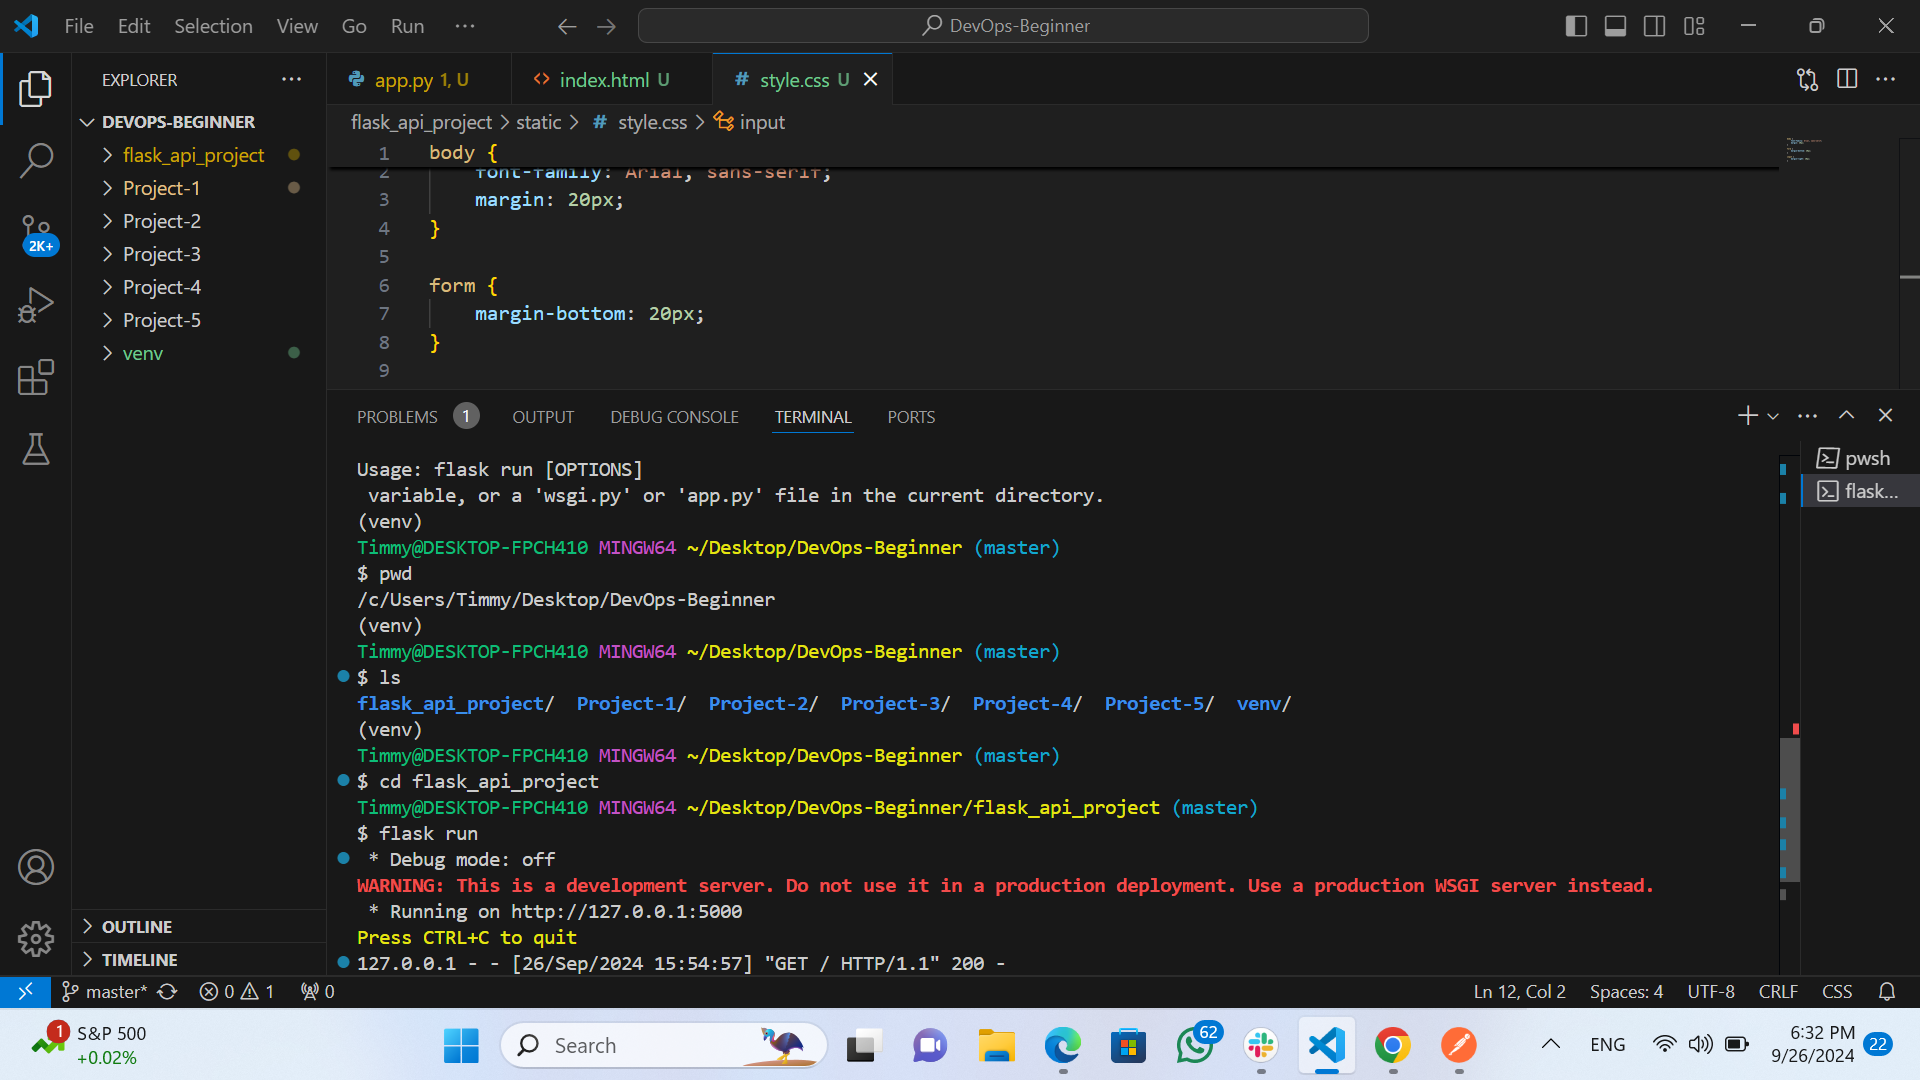 File Edit Selection View Go Run ···
DevOps-Beginner
EXPLORER
DEVOPS-BEGINNER
flask_api_project
Project-1
Project-2
Project-3
Project-4
Project-5
venv
OUTLINE
TIMELINE
2K+
app.py 1, U
index.html U
# style.css U
flask_api_project > static > # style.css > input
1 body {
2 font-family: Arial, sans-serif;
3 margin: 20px;
4 }
5
6 form {
7 margin-bottom: 20px;
8 }
9
PROBLEMS 1 OUTPUT DEBUG CONSOLE TERMINAL PORTS
pwsh
flask...
Usage: flask run [OPTIONS]
variable, or a 'wsgi.py' or 'app.py' file in the current directory.
(venv)
Timmy@DESKTOP-FPCH410 MINGW64 ~/Desktop/DevOps-Beginner (master)
$ pwd
/c/Users/Timmy/Desktop/DevOps-Beginner
(venv)
Timmy@DESKTOP-FPCH410 MINGW64 ~/Desktop/DevOps-Beginner (master)
$ ls
flask_api_project/ Project-1/ Project-2/ Project-3/ Project-4/ Project-5/ venv/
(venv)
Timmy@DESKTOP-FPCH410 MINGW64 ~/Desktop/DevOps-Beginner (master)
$ cd flask_api_project
Timmy@DESKTOP-FPCH410 MINGW64 ~/Desktop/DevOps-Beginner/flask_api_project (master)
$ flask run
* Debug mode: off
WARNING: This is a development server. Do not use it in a production deployment. Use a production WSGI server instead.
* Running on http://127.0.0.1:5000
Press CTRL+C to quit
127.0.0.1 - - [26/Sep/2024 15:54:57] "GET / HTTP/1.1" 200 -
master* 0 1 0
Ln 12, Col 2 Spaces: 4 UTF-8 CRLF CSS
1 S&P 500
+0.02%
Search
62
ENG
6:32 PM
9/26/2024
22